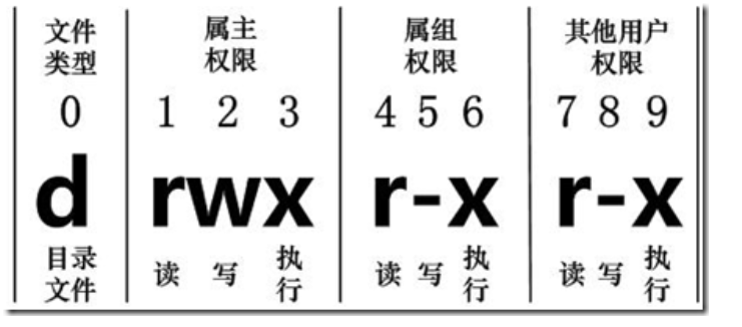 文件
类型
属主
权限
属组
权限
其他用户
权限
0
1 2 3
4 5 6
7 8 9
d
rwx
r-x
r-x
目录
文件
读 写 执行
读 写 执行
读 写 执行